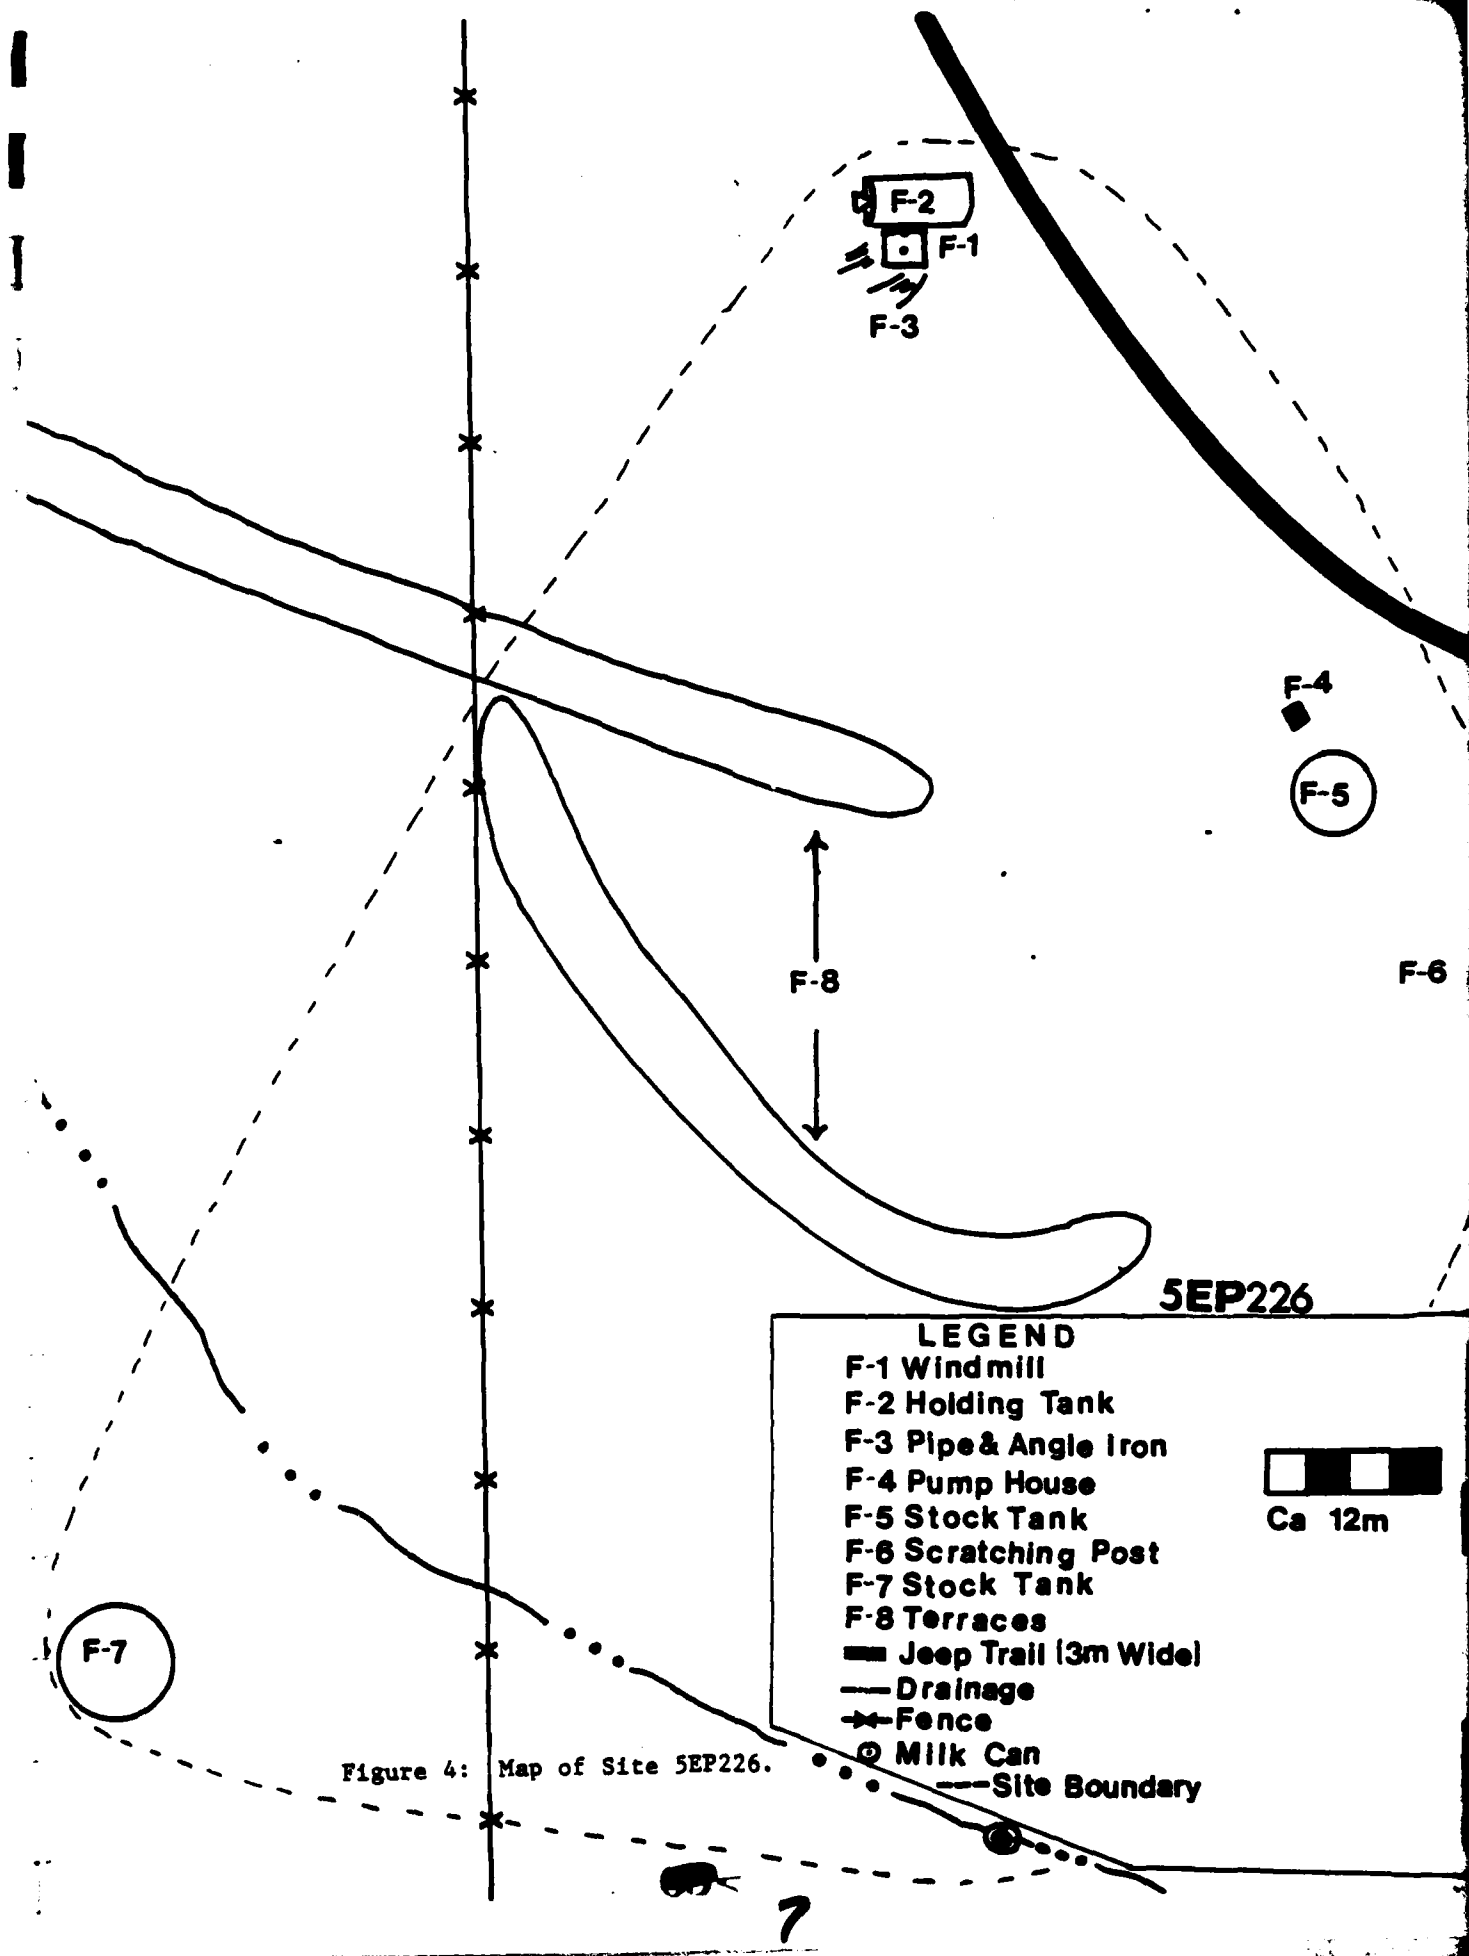 F-2
F-1
F-3
F-4
F-5
F-6
F-8
5EP226
LEGEND
F-1 Windmill
F-2 Holding Tank
F-3 Pipe & Angle Iron
F-4 Pump House
F-5 Stock Tank
F-6 Scratching Post
F-7 Stock Tank
F-8 Terraces
Jeep Trail (3m Wide)
Drainage
Fence
Milk Can
Site Boundary
Ca 12m
F-7
Figure 4: Map of Site 5EP226.
7